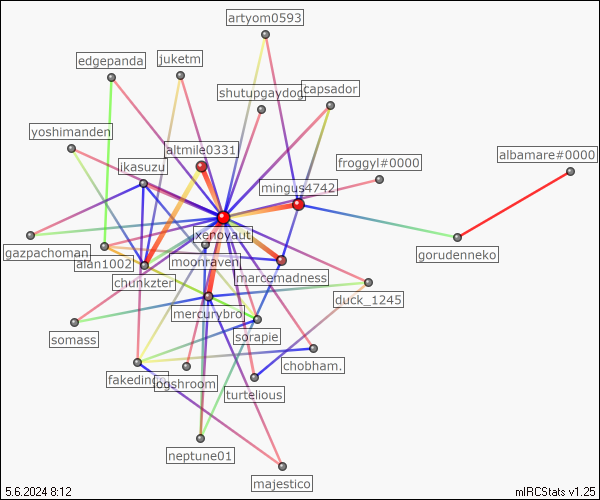 artyom0593
edgepanda
juketm
shutupgaydog
capsador
yoshimanden
altmile0331
froggyl#0000
albamare#0000
ikasuzu
mingus4742
xenoyaut
gazpachoman
alan1002
moonraven
gorudenneko
chunkzter
marcemadness
mercurybro
duck_1245
somass
sorapie
fakeding
chobham.
ogshroom
turtelious
neptune01
majestico
5.6.2024 8:12
mIRCStats v1.25